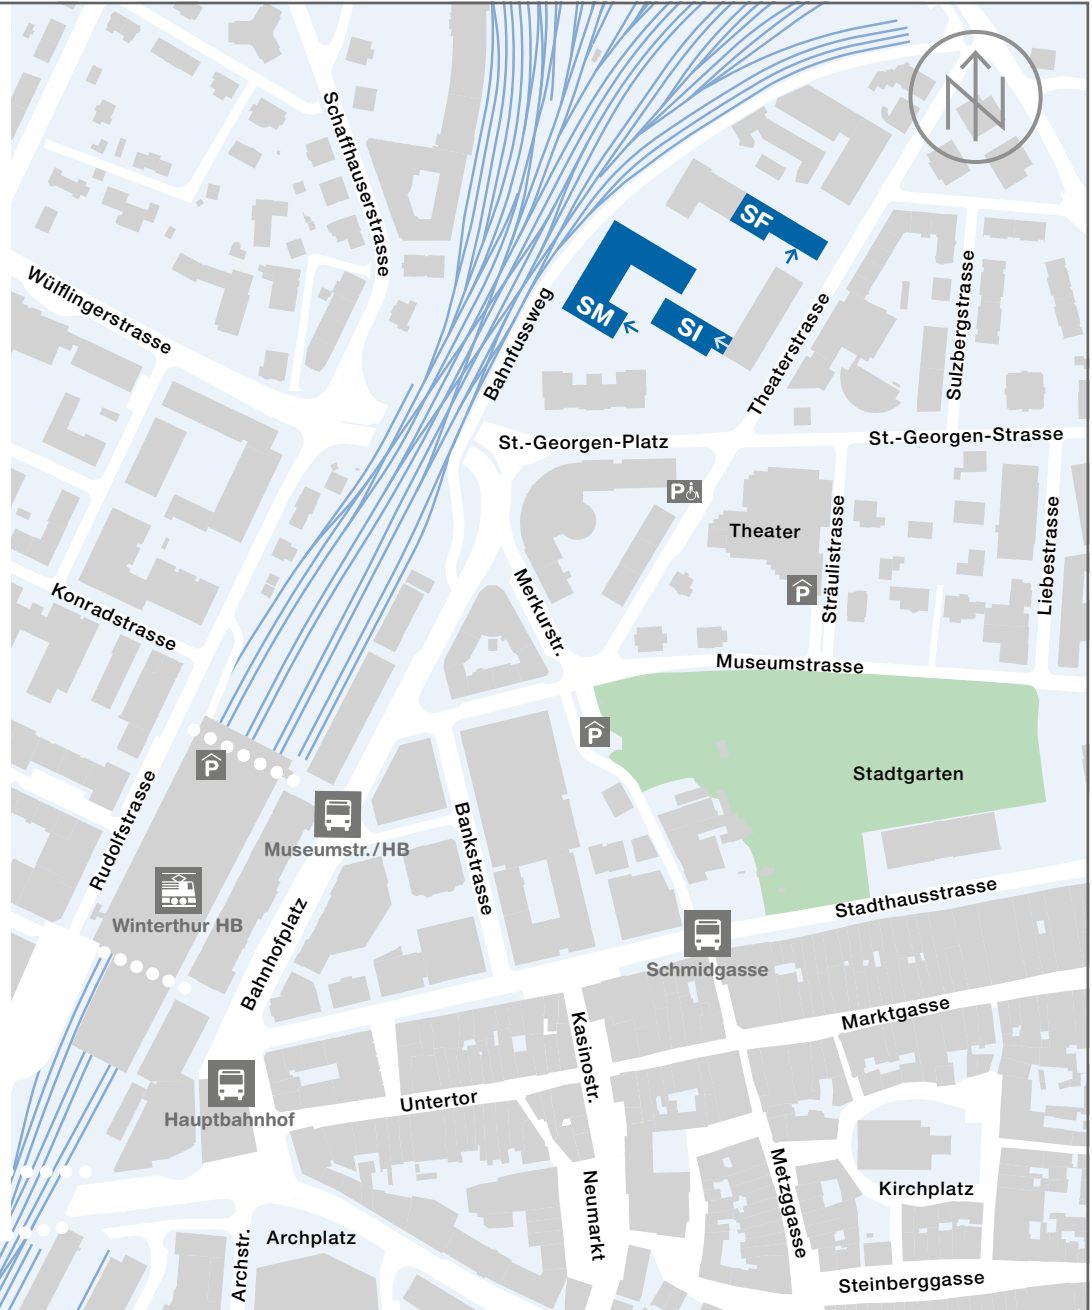 Schaffhauserstrasse
N
SF
Wülflingerstrasse
Bahnfussweg
SM
SI
Theaterstrasse
Sulzbergstrasse
St.-Georgen-Platz
St.-Georgen-Strasse
P
Theater
Sträulistrasse
Liebestrasse
P
Konradstrasse
Merkurstr.
Museumstrasse
P
P
Stadtgarten
Rudolfstrasse
Museumstr./HB
Bankstrasse
Winterthur HB
Stadthausstrasse
Bahnhofplatz
Schmidgasse
Marktgasse
Kasinostr.
Untertor
Hauptbahnhof
Neumarkt
Metzggasse
Kirchplatz
Archstr.
Archplatz
Steinberggasse